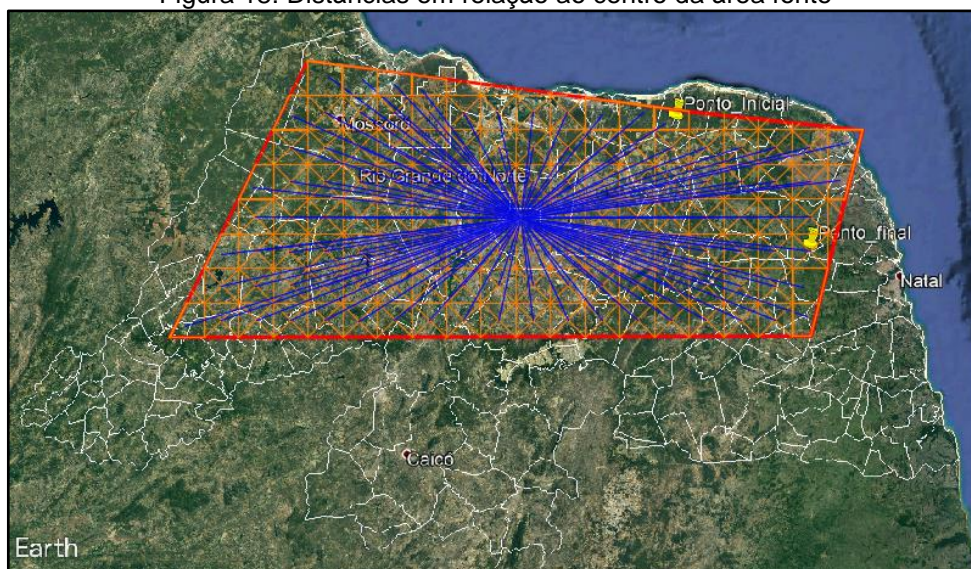 Figura 15: Distâncias em relação ao centro da área fonte
Ponto_Inicial
Mossoró
Rio Grande do Norte
Ponto_final
Natal
Caicó
Earth